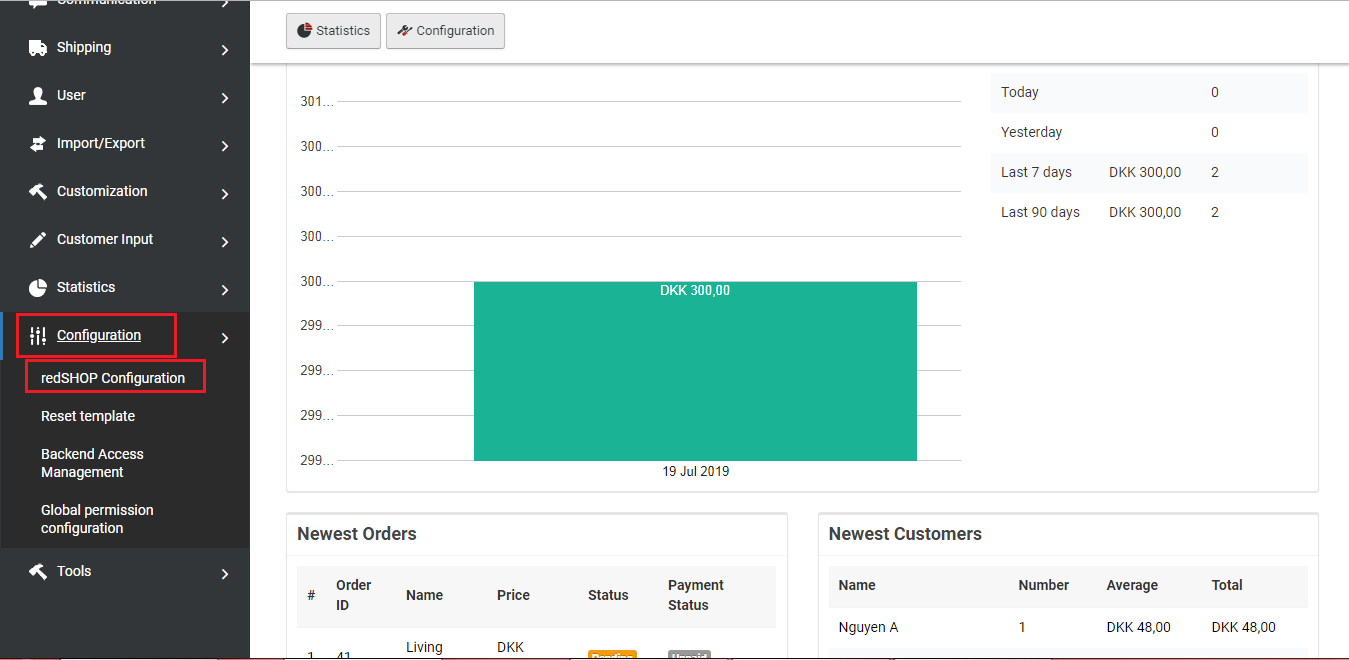 Communication
Shipping
User
Import/Export
Customization
Customer Input
Statistics
Configuration
redSHOP Configuration
Reset template
Backend Access
Management
Global permission
configuration
Tools
Statistics
Configuration
301...
300...
300...
300...
300...
299...
299...
299...
299...
DKK 300,00
19 Jul 2019
Today 0
Yesterday 0
Last 7 days DKK 300,00 2
Last 90 days DKK 300,00 2
Newest Orders
# Order ID Name Price Status Payment Status
1 41 Living DKK Pending Unpaid
Newest Customers
Name Number Average Total
Nguyen A 1 DKK 48,00 DKK 48,00